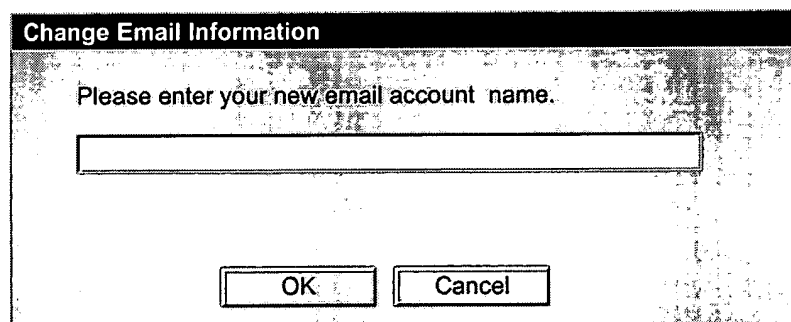 Change Email Information
Please enter your new email account name.
OK
Cancel